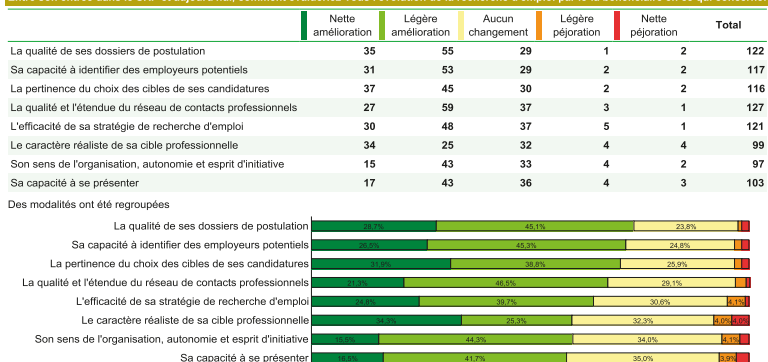 Nette Légère Aucun Légère Nette Total
amélioration amélioration changement péjoration péjoration
La qualité de ses dossiers de postulation 35 55 29 1 2 122
Sa capacité à identifier des employeurs potentiels 31 53 29 2 2 117
La pertinence du choix des cibles de ses candidatures 37 45 30 2 2 116
La qualité et l'étendue du réseau de contacts professionnels 27 59 37 3 1 127
L'efficacité de sa stratégie de recherche d'emploi 30 48 37 5 1 121
Le caractère réaliste de sa cible professionnelle 34 25 32 4 4 99
Son sens de l'organisation, autonomie et esprit d'initiative 15 43 33 4 2 97
Sa capacité à se présenter 17 43 36 4 3 103
Des modalités ont été regroupées
La qualité de ses dossiers de postulation 28,7% 45,1% 23,8%
Sa capacité à identifier des employeurs potentiels 26,5% 45,3% 24,8%
La pertinence du choix des cibles de ses candidatures 31,9% 38,8% 25,9%
La qualité et l'étendue du réseau de contacts professionnels 21,3% 46,5% 29,1%
L'efficacité de sa stratégie de recherche d'emploi 24,8% 39,7% 30,6% 4,1%
Le caractère réaliste de sa cible professionnelle 34,3% 25,3% 32,3% 4,0% 4,0%
Son sens de l'organisation, autonomie et esprit d'initiative 15,5% 44,3% 34,0% 4,1%
Sa capacité à se présenter 16,5% 41,7% 35,0% 3,9%